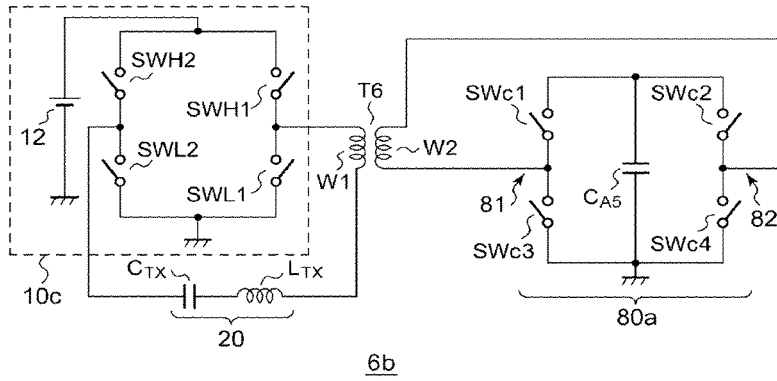 SWH2
SWH1
12
SWL2
SWL1
T6
W1
W2
SWc1
SWc2
81
CA5
82
SWc3
SWc4
10c
CTX
LTX
20
80a
6b